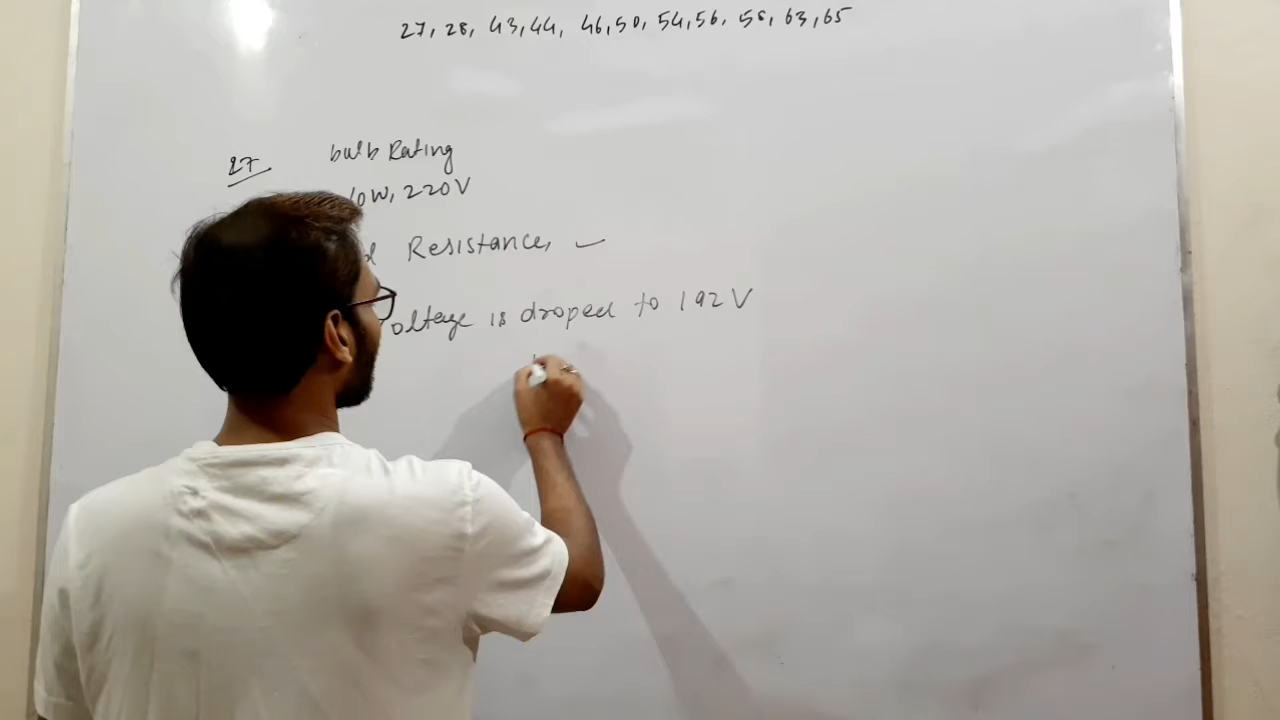 27, 28, 43, 44, 46, 50, 54, 56, 58, 63, 65
27 bulb Rating
0W, 220V
Resistance,
oltage is droped to 192 V